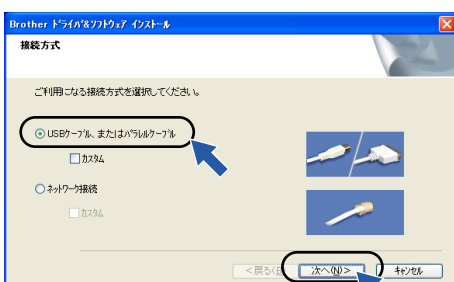 Brother ドライバ&ソフトウェア インストール
接続方式
ご利用になる接続方式を選択してください。
USBケーブル、またはパラレルケーブル
カスタム
ネットワーク接続
カスタム
<戻る(B 次へ(N)> キャンセル